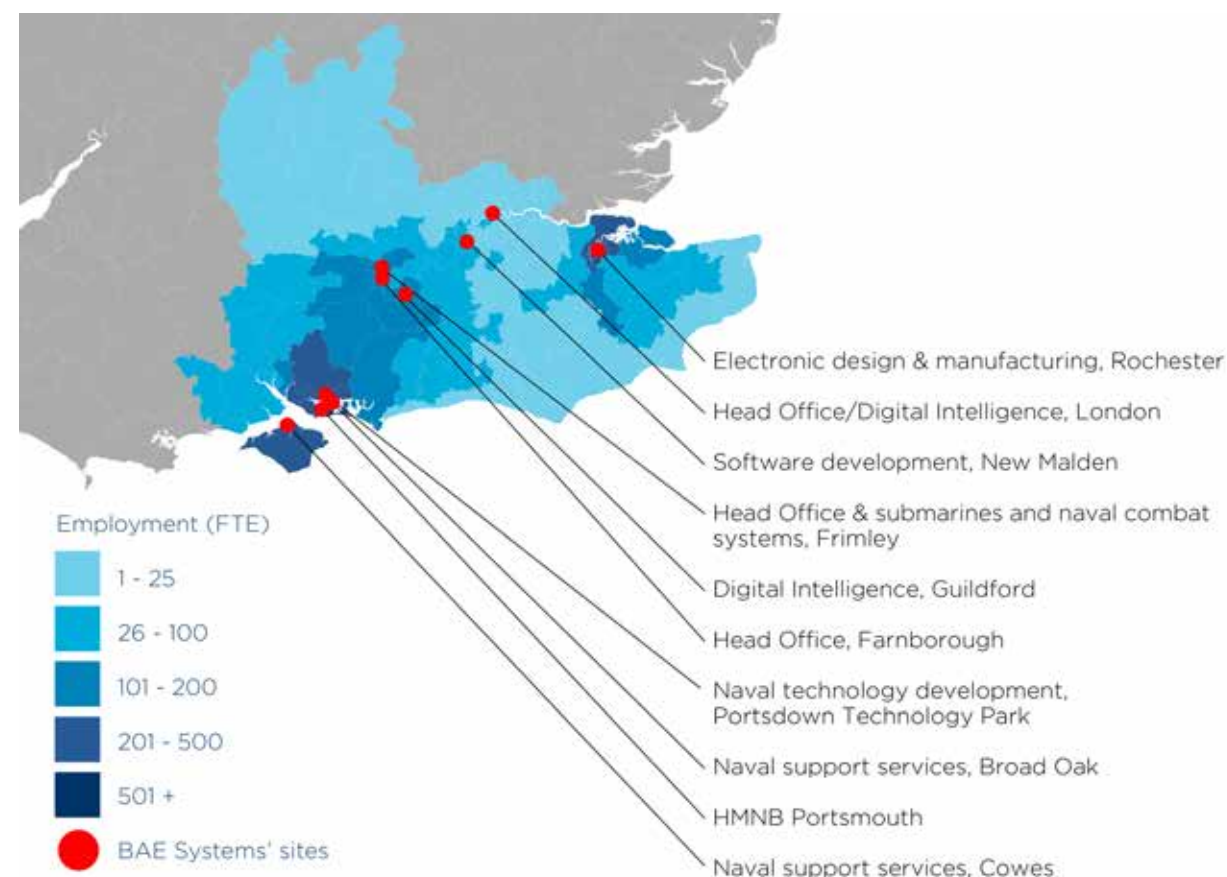 Electronic design & manufacturing, Rochester
Head Office/Digital Intelligence, London
Software development, New Malden
Head Office & submarines and naval combat
systems, Frimley
Digital Intelligence, Guildford
Head Office, Farnborough
Naval technology development,
Portsdown Technology Park
Naval support services, Broad Oak
HMNB Portsmouth
Naval support services, Cowes
Employment (FTE)
1 - 25
26 - 100
101 - 200
201 - 500
501 +
BAE Systems' sites